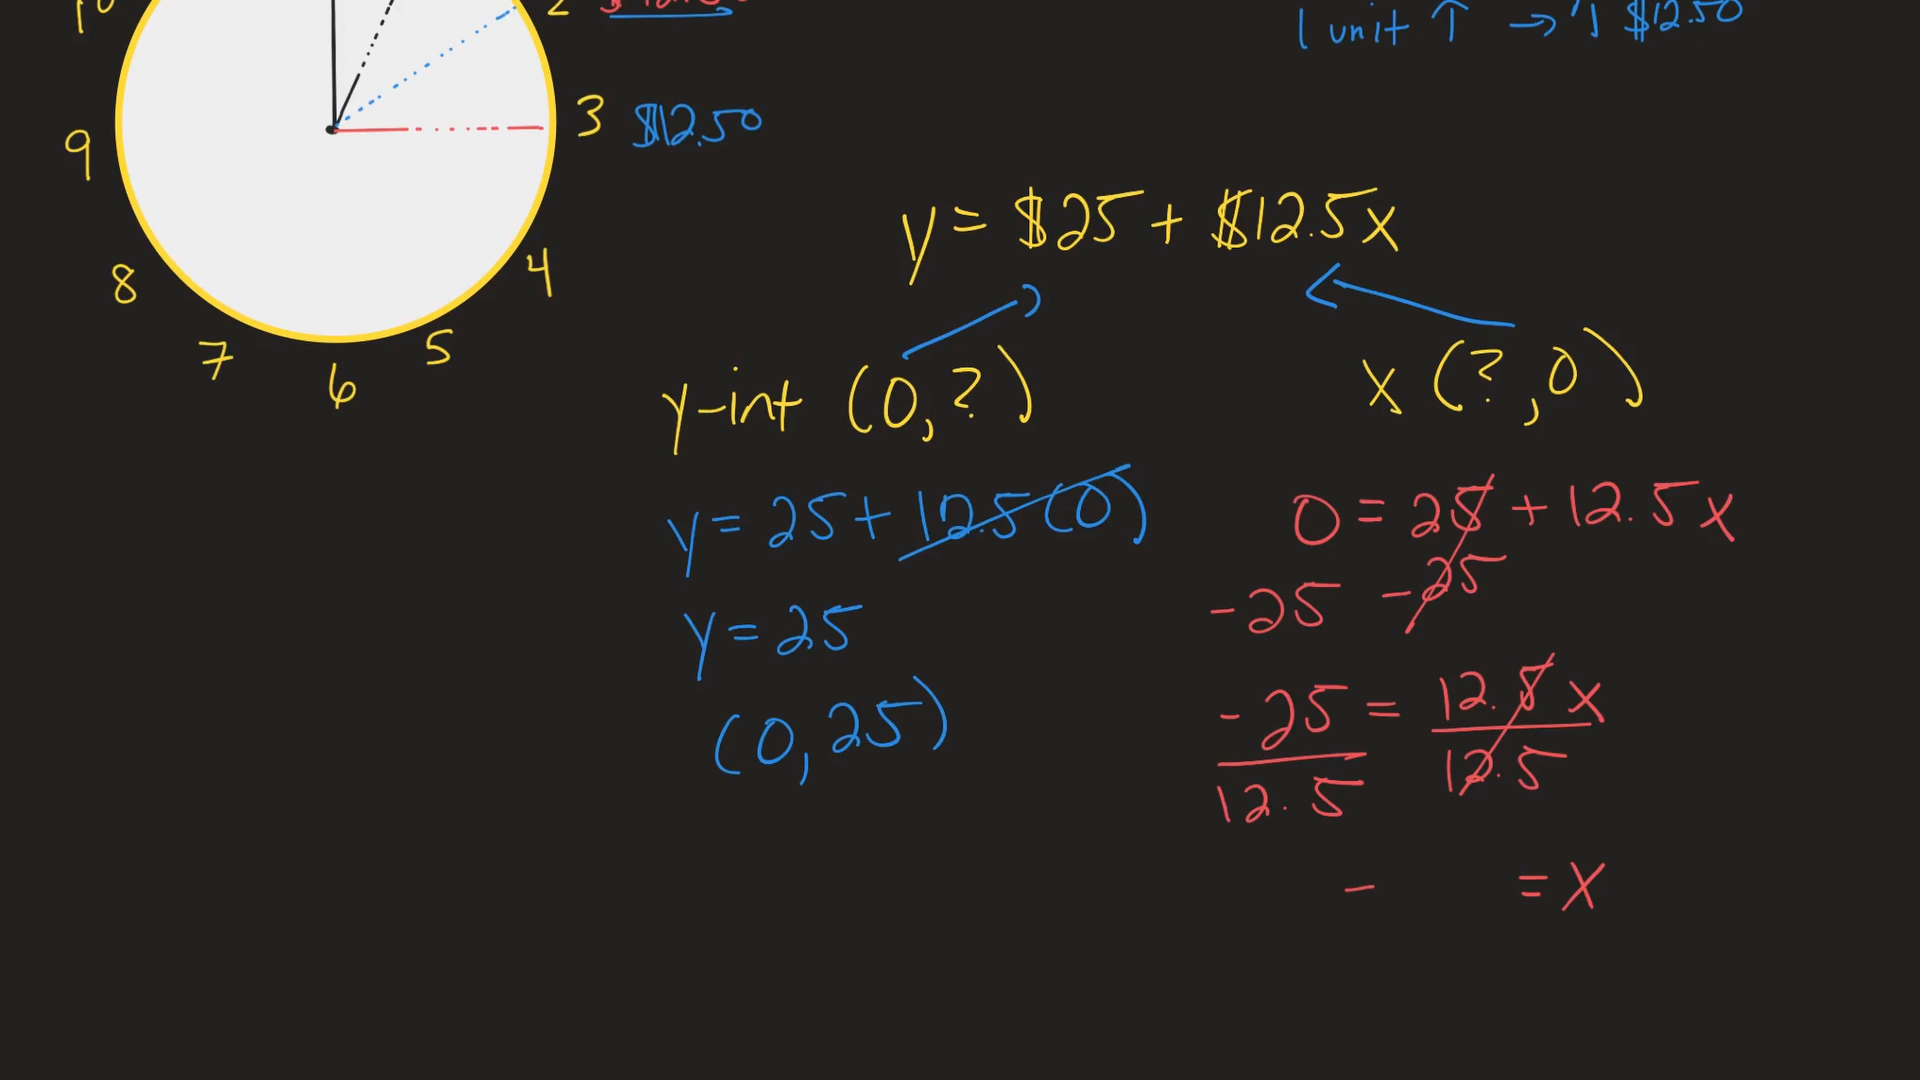 10
2
1 unit ↑ → ↑ $12.50
9
3 $12.50
y = $25 + $12.5x
8
4
7
6
5
y-int (0, ?)
x (?, 0)
y = 25 + 12.5(0)
0 = 25 + 12.5x
-25 -25
y = 25
-25 = 12.5x
12.5 12.5
(0, 25)
- = x